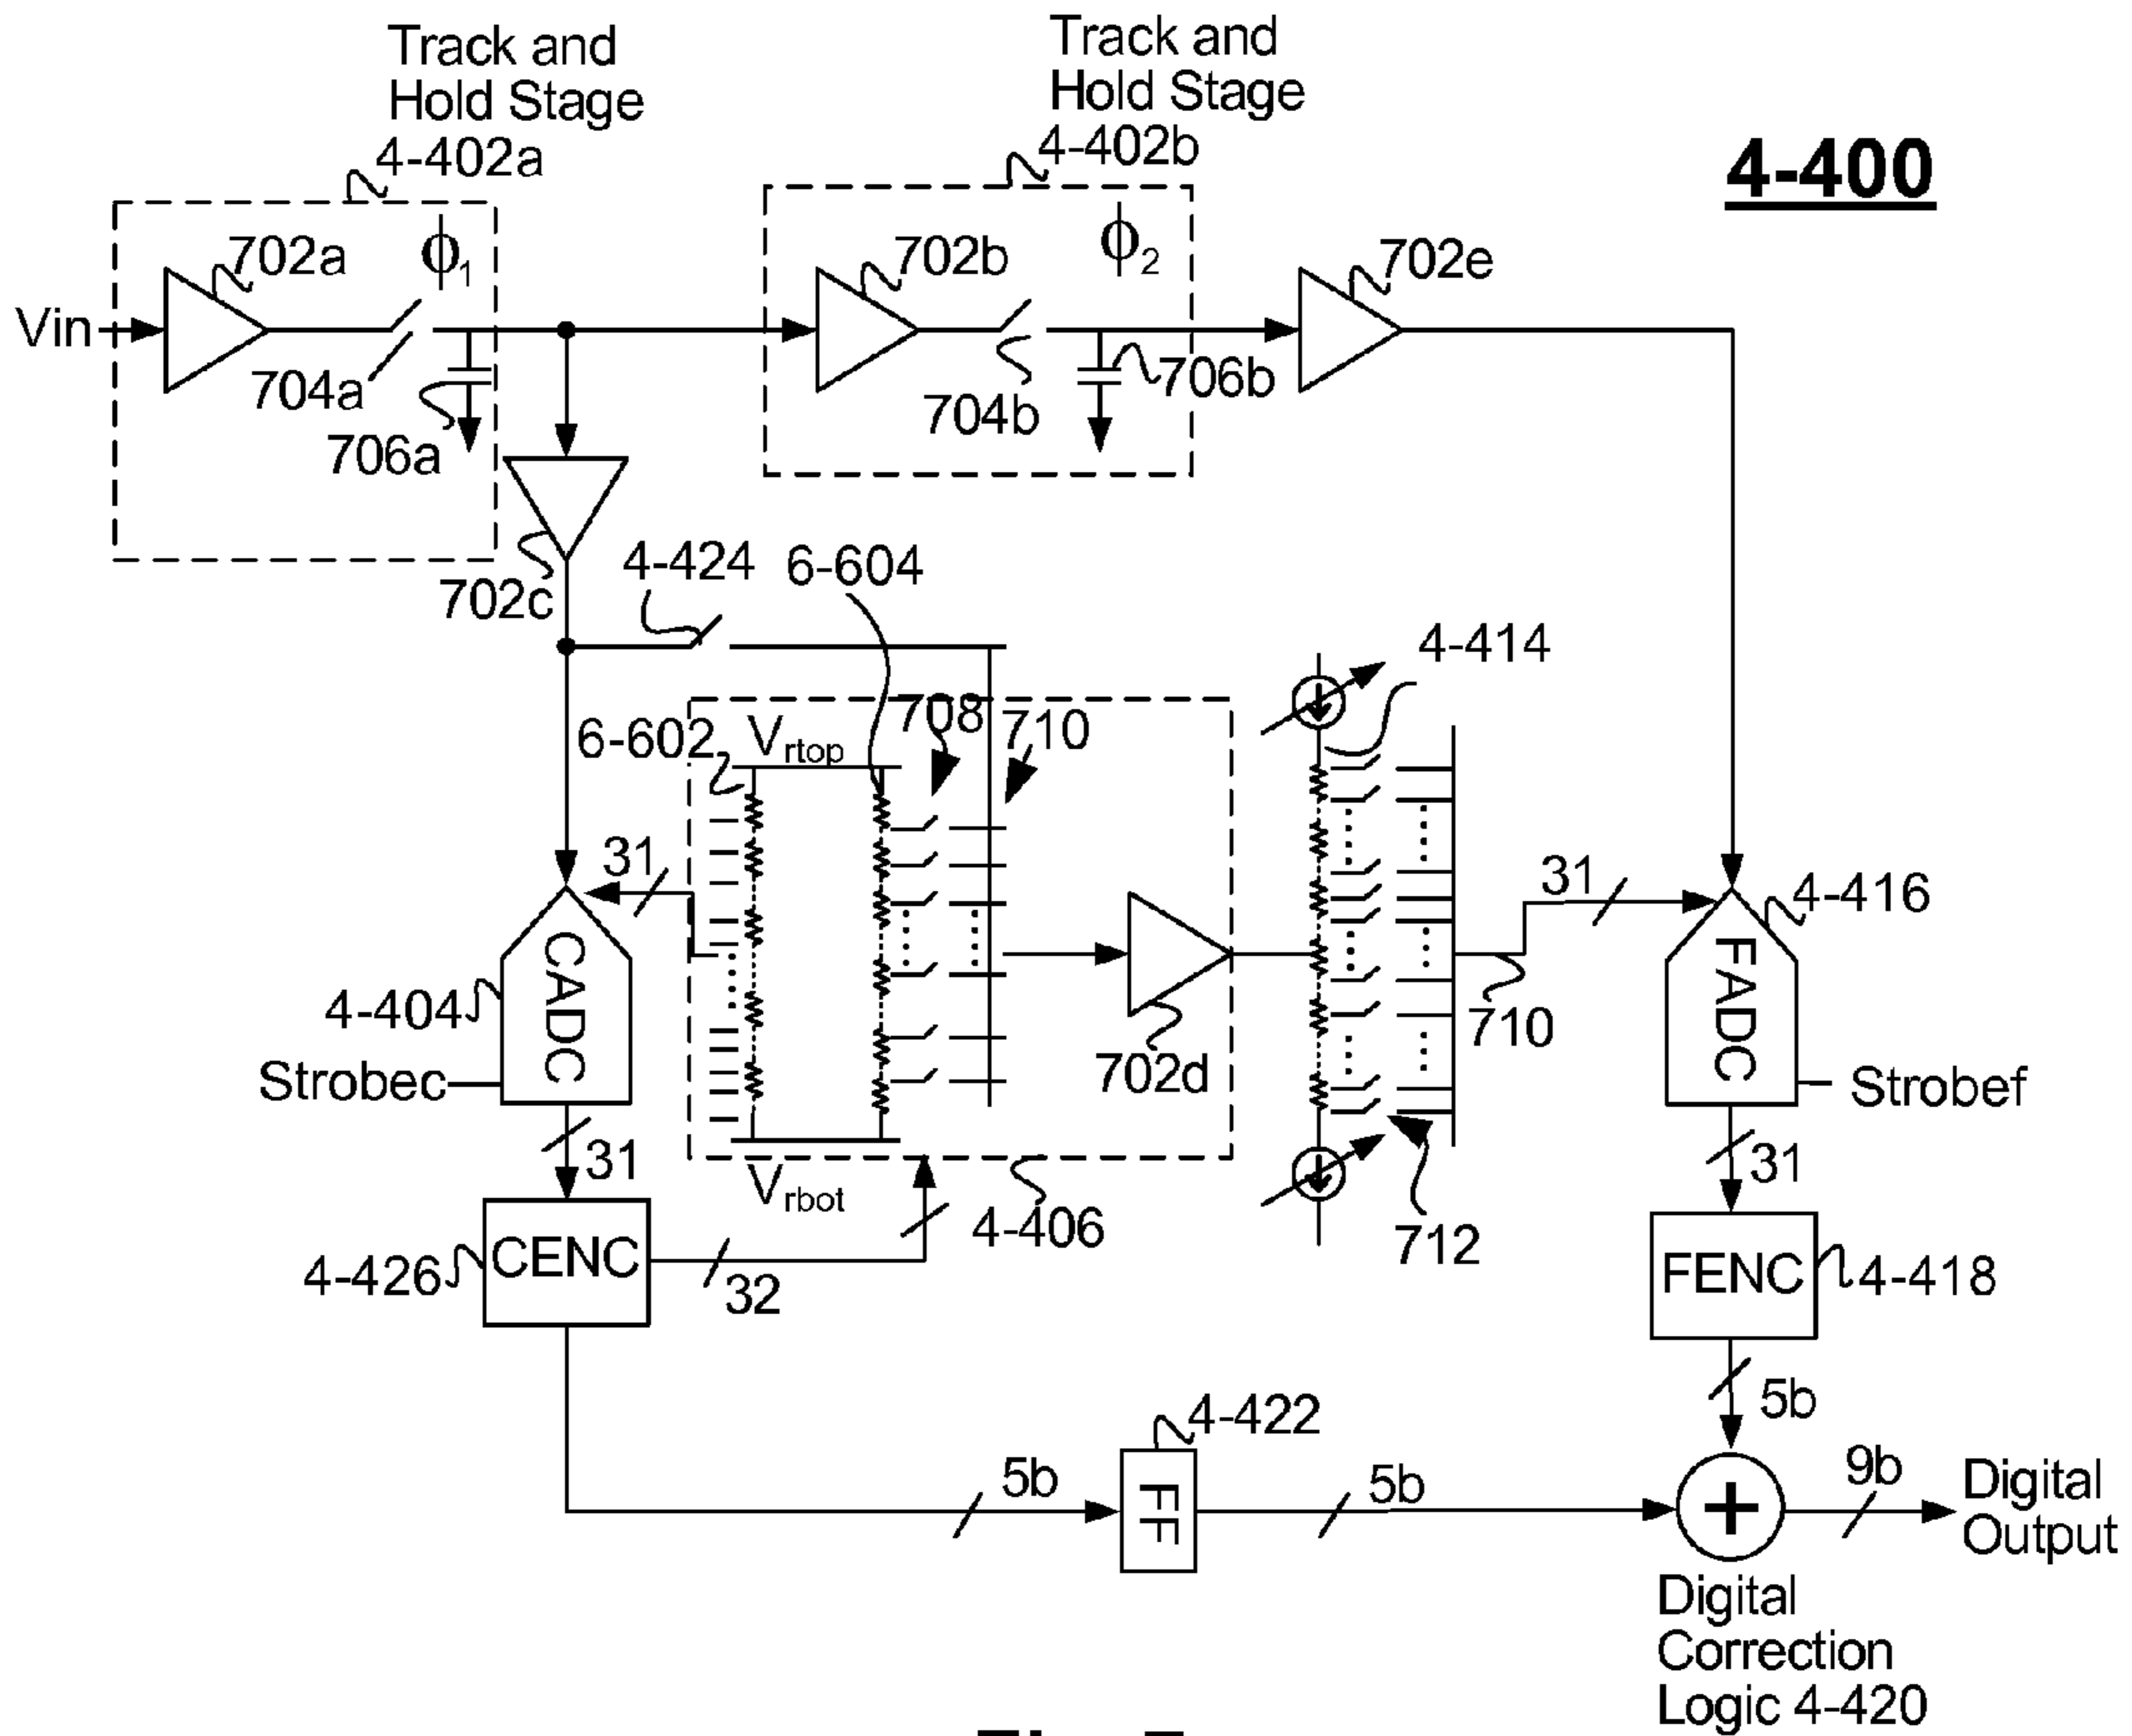 Track and
Hold Stage
4-402a
Track and
Hold Stage
4-402b
4-400
702a
ϕ1
702b
ϕ2
702e
Vin
704a
706a
704b
706b
702c
4-424
6-604
4-414
6-602
Vrtop
708
710
31
31
4-416
CADC
FADC
4-404
702d
710
Strobec
Strobef
31
31
Vrbot
4-406
712
4-426
CENC
32
FENC
4-418
5b
4-422
5b
FF
5b
+
9b
Digital
Output
Digital
Correction
Logic 4-420